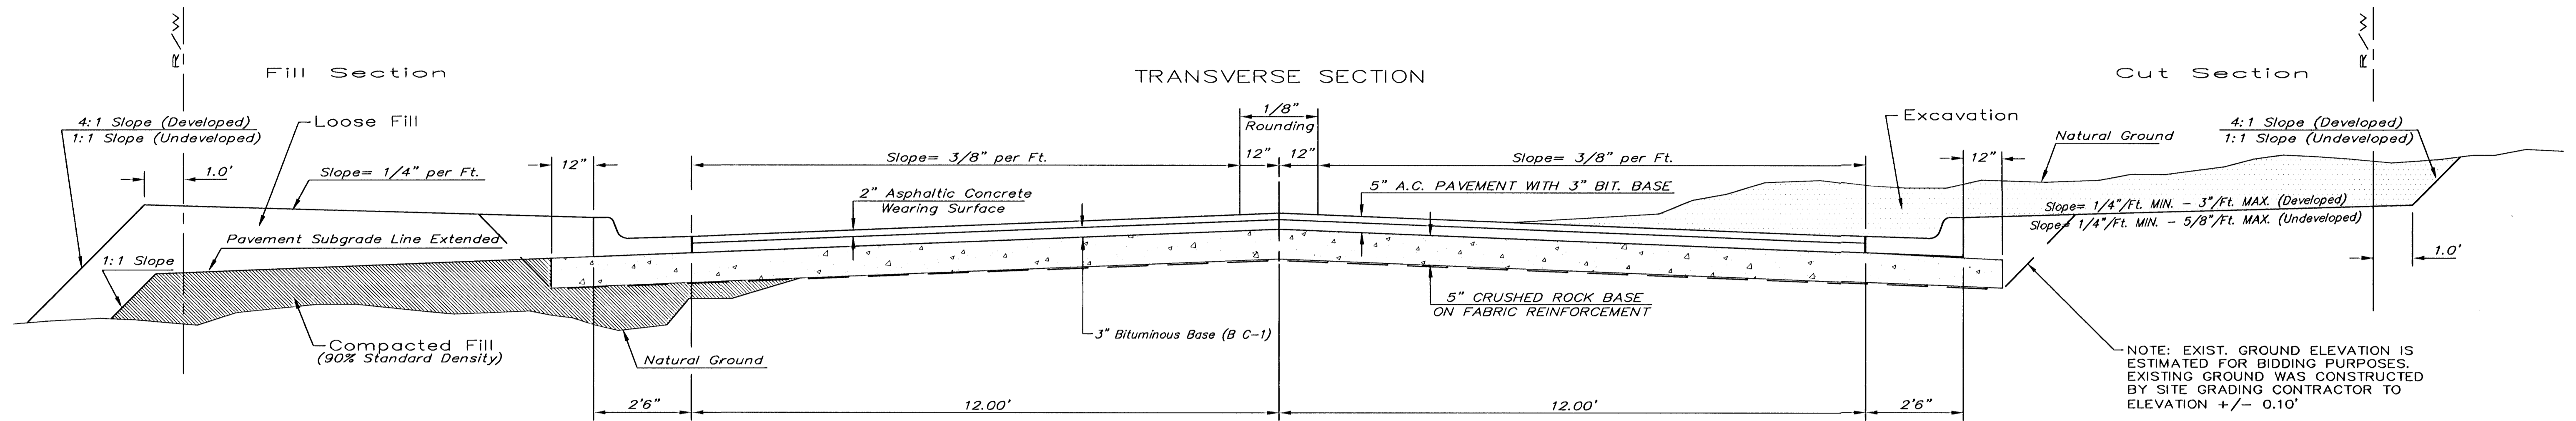 R/W
R/W
Fill Section
TRANSVERSE SECTION
Cut Section
4:1 Slope (Developed)
1:1 Slope (Undeveloped)
Loose Fill
1/8"
Rounding
Excavation
Natural Ground
4:1 Slope (Developed)
1:1 Slope (Undeveloped)
1.0'
Slope= 1/4" per Ft.
12"
Slope= 3/8" per Ft.
12"
12"
Slope= 3/8" per Ft.
12"
2" Asphaltic Concrete
Wearing Surface
5" A.C. PAVEMENT WITH 3" BIT. BASE
Slope= 1/4"/Ft. MIN. - 3"/Ft. MAX. (Developed)
Slope= 1/4"/Ft. MIN. - 5/8"/Ft. MAX. (Undeveloped)
Pavement Subgrade Line Extended
1:1 Slope
1.0'
5" CRUSHED ROCK BASE
ON FABRIC REINFORCEMENT
3" Bituminous Base (B C-1)
Compacted Fill
(90% Standard Density)
Natural Ground
NOTE: EXIST. GROUND ELEVATION IS
ESTIMATED FOR BIDDING PURPOSES.
EXISTING GROUND WAS CONSTRUCTED
BY SITE GRADING CONTRACTOR TO
ELEVATION +/- 0.10'
2'6"
12.00'
12.00'
2'6"